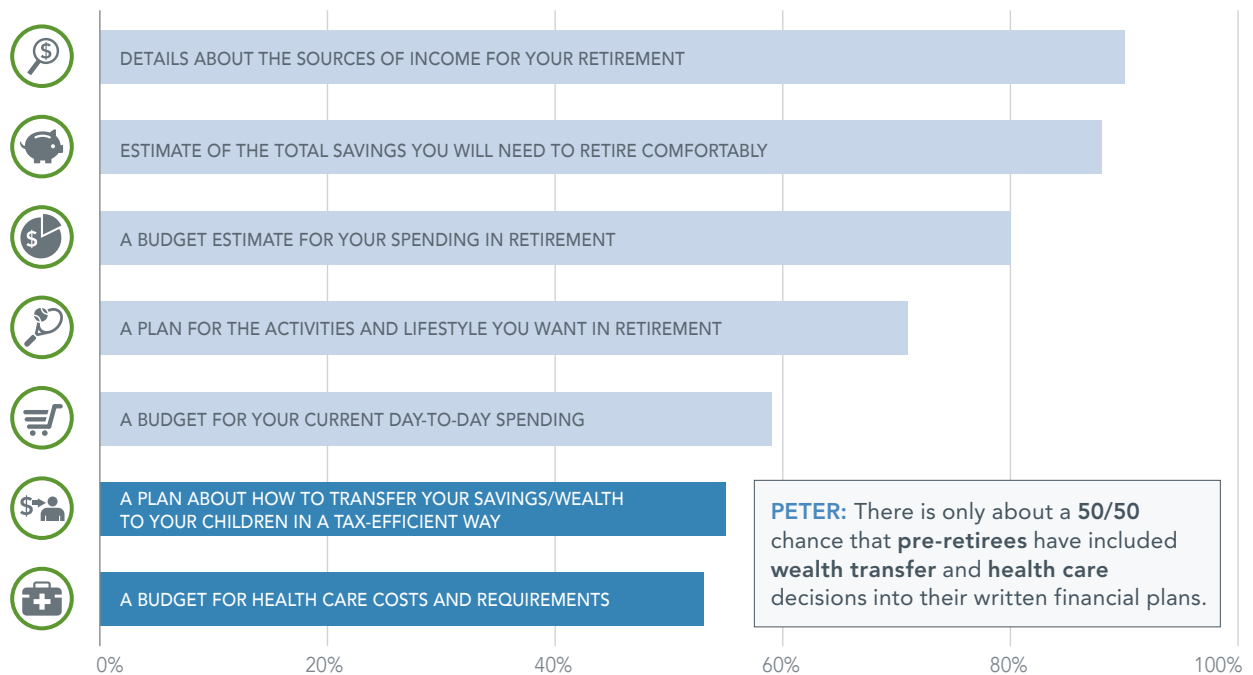 DETAILS ABOUT THE SOURCES OF INCOME FOR YOUR RETIREMENT
ESTIMATE OF THE TOTAL SAVINGS YOU WILL NEED TO RETIRE COMFORTABLY
A BUDGET ESTIMATE FOR YOUR SPENDING IN RETIREMENT
A PLAN FOR THE ACTIVITIES AND LIFESTYLE YOU WANT IN RETIREMENT
A BUDGET FOR YOUR CURRENT DAY-TO-DAY SPENDING
A PLAN ABOUT HOW TO TRANSFER YOUR SAVINGS/WEALTH
TO YOUR CHILDREN IN A TAX-EFFICIENT WAY
A BUDGET FOR HEALTH CARE COSTS AND REQUIREMENTS
PETER: There is only about a 50/50
chance that pre-retirees have included
wealth transfer and health care
decisions into their written financial plans.
0% 20% 40% 60% 80% 100%